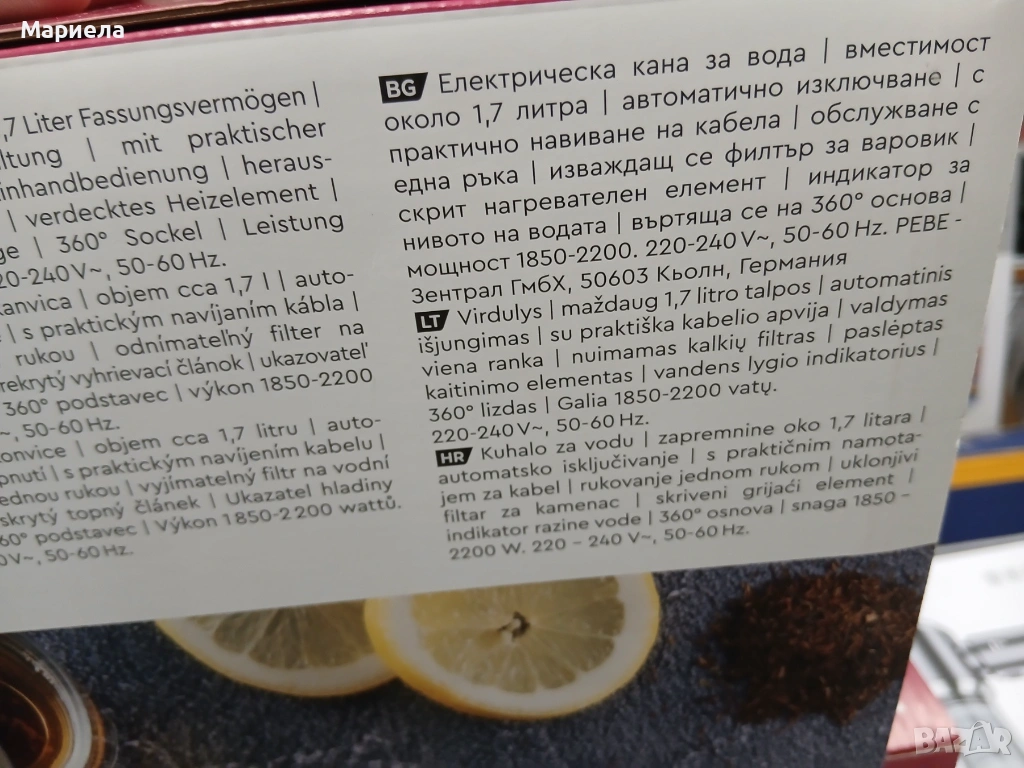 Мариела
,7 Liter Fassungsvermögen |
ltung | mit praktischer
inhandbedienung | heraus-
| verdecktes Heizelement |
ge | 360° Sockel | Leistung
20-240 V~, 50-60 Hz.
anvica | objem cca 1,7 l | auto-
| s praktickým navíjaním kábla |
rukou | odnímateľný filter na
rekrytý vyhrievací článok | ukazovateľ
360° podstavec | výkon 1850-2200
~, 50-60 Hz.
onvice | objem cca 1,7 litru | auto-
pnutí | s praktickým navíjením kabelu |
ednou rukou | vyjímatelný filtr na vodní
skrytý topný článek | Ukazatel hladiny
60° podstavec | Výkon 1850-2200 wattů.
0V~, 50-60 Hz.
BG Електрическа кана за вода | вместимост
около 1,7 литра | автоматично изключване | с
практично навиване на кабела | обслужване с
една ръка | изваждащ се филтър за варовик |
скрит нагревателен елемент | индикатор за
нивото на водата | въртяща се на 360° основа |
мощност 1850-2200. 220-240 V~, 50-60 Hz. PEBE -
Зентрал ГмбХ, 50603 Кьолн, Германия
LT Virdulys | maždaug 1,7 litro talpos | automatinis
išjungimas | su praktiška kabelio apvija | valdymas
viena ranka | nuimamas kalkių filtras | paslėptas
kaitinimo elementas | vandens lygio indikatorius |
360° lizdas | Galia 1850-2200 vatų.
220-240 V~, 50-60 Hz.
HR Kuhalo za vodu | zapremnine oko 1,7 litara |
automatsko isključivanje | s praktičnim namota-
jem za kabel | rukovanje jednom rukom | uklonjivi
filtar za kamenac | skriveni grijaći element |
indikator razine vode | 360° osnova | snaga 1850 –
2200 W. 220 – 240 V~, 50-60 Hz.
BAZAR